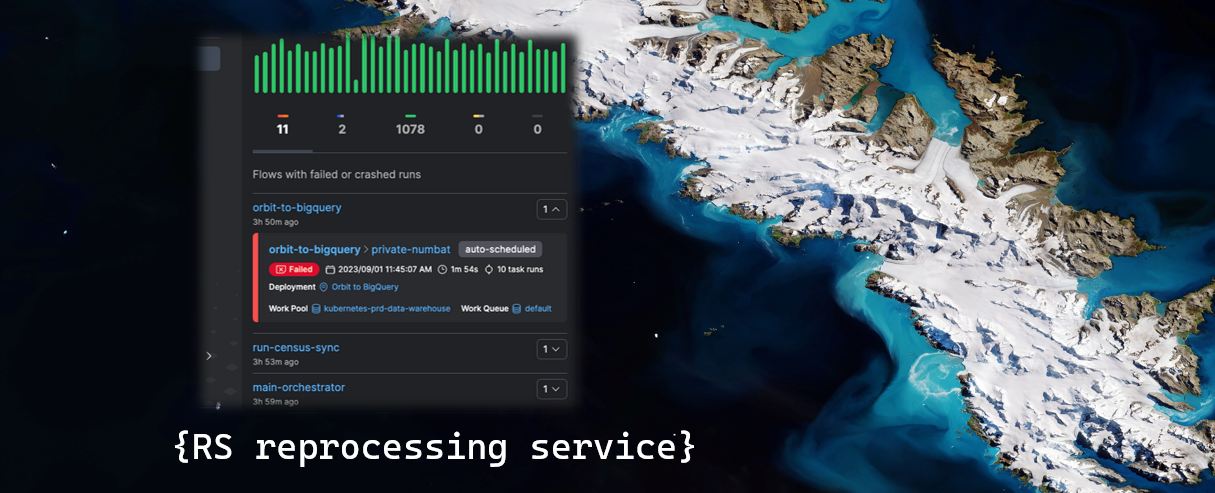 11 2 1078 0 0
Flows with failed or crashed runs
orbit-to-bigquery 1
3h 50m ago
orbit-to-bigquery > private-numbat auto-scheduled
Failed 2023/09/01 11:45:07 AM 1m 54s 10 task runs
Deployment Orbit to BigQuery
Work Pool kubernetes-prd-data-warehouse Work Queue default
run-census-sync 1
3h 53m ago
main-orchestrator 1
3h 59m ago
{RS reprocessing service}